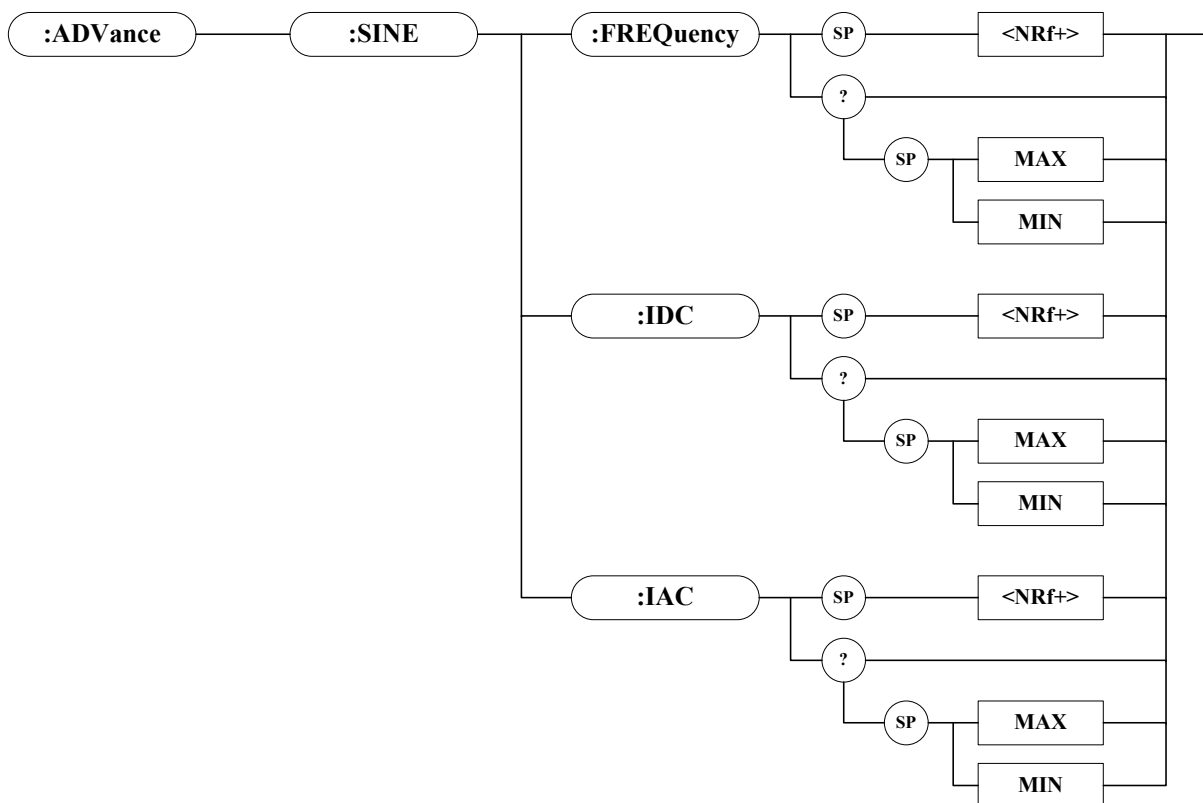 :ADVance :SINE :FREQuency SP <NRf+>
?
SP MAX
MIN
:IDC SP <NRf+>
?
SP MAX
MIN
:IAC SP <NRf+>
?
SP MAX
MIN